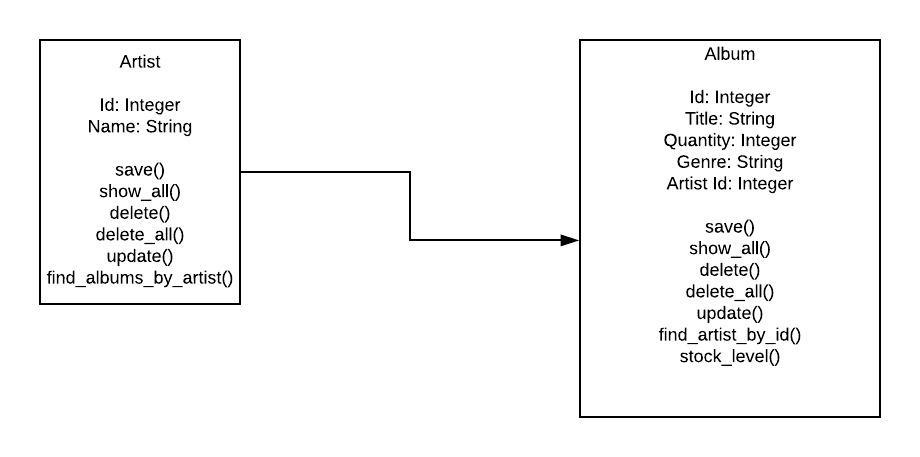 Artist
Id: Integer
Name: String
save()
show_all()
delete()
delete_all()
update()
find_albums_by_artist()
Album
Id: Integer
Title: String
Quantity: Integer
Genre: String
Artist Id: Integer
save()
show_all()
delete()
delete_all()
update()
find_artist_by_id()
stock_level()